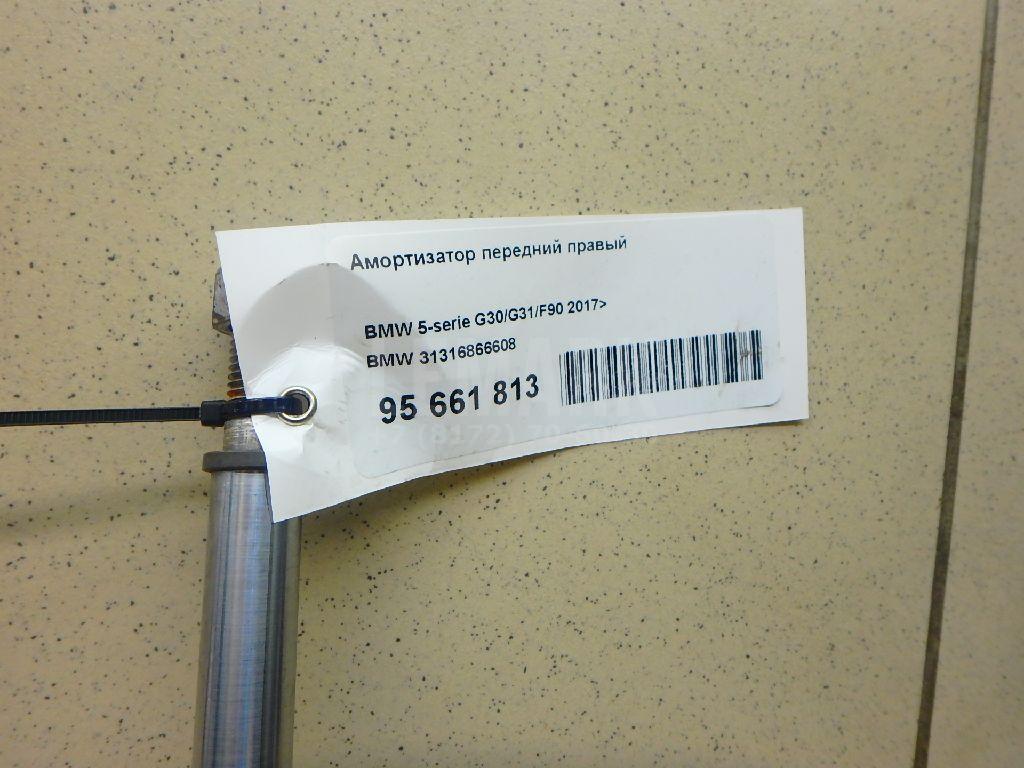 Амортизатор передний правый
BMW 5-serie G30/G31/F90 2017>
BMW 31316866608
95 661 813